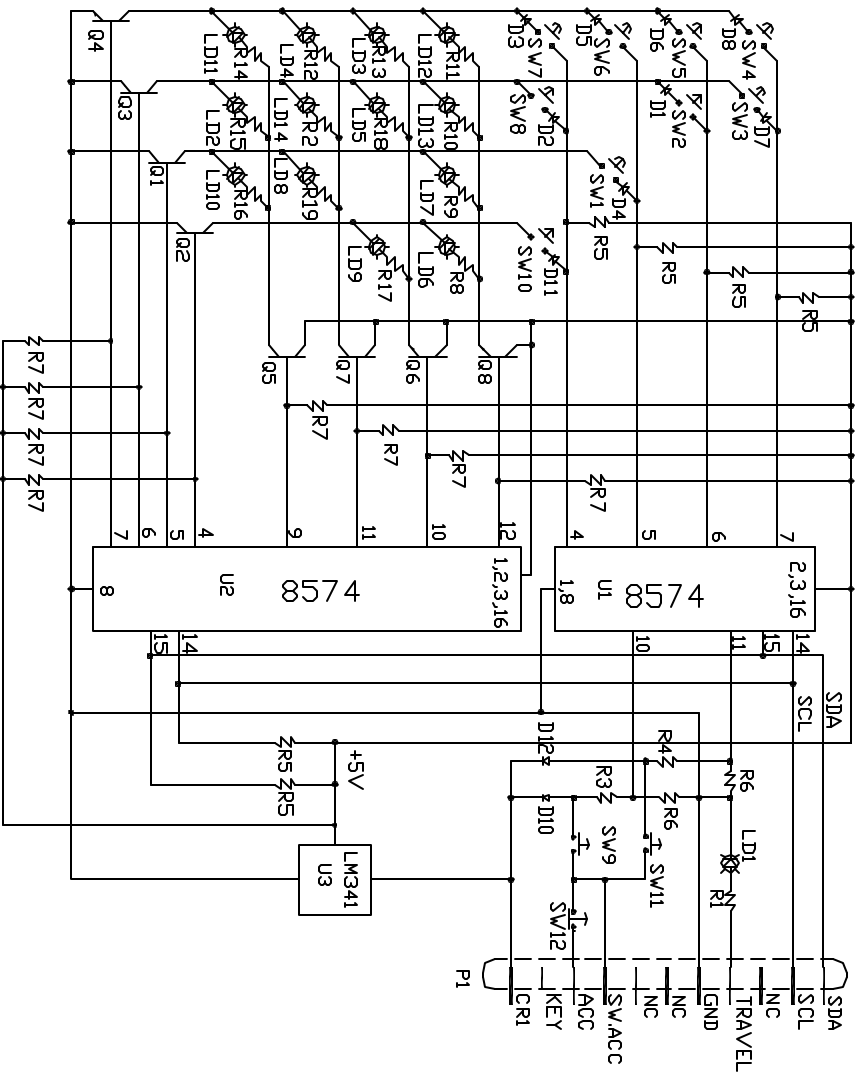 Q4
LD11
R14
LD4
R12
LD3
R13
LD12
R11
D3
SW7
D5
SW6
D6
SW5
D8
SW4
Q3
LD2
R15
LD14
R2
LD5
R18
LD13
R10
SW8
D2
D1
SW2
SW3
D7
Q1
LD10
R16
LD8
R19
LD7
R9
SW1
D4
Q2
LD9
R17
LD6
R8
SW10
D11
R5
R5
R5
R5
R7
R7
R7
R7
Q5
Q7
Q6
Q8
R7
R7
R7
R7
7
6
5
4
9
11
10
12
4
5
6
7
8
U2
8574
1,2,3,16
1,8
U1
8574
2,3,16
15
14
10
11
15
14
SDA
SCL
R5
R5
+5V
D12
D10
R4
R3
R6
R6
SW9
SW11
SW12
LD1
R1
U3
LM341
P1
CR1
KEY
ACC
SW.ACC
NC
NC
GND
TRAVEL
NC
SCL
SDA